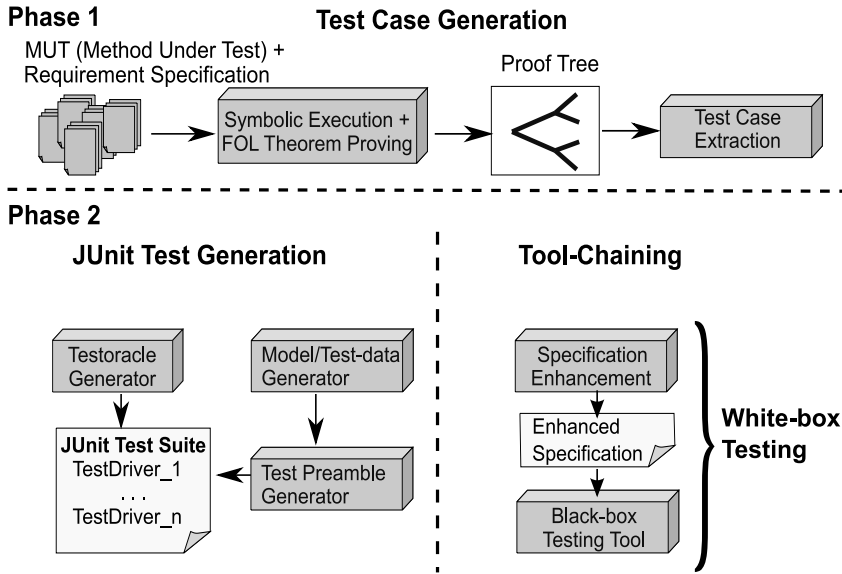 Phase 1
Test Case Generation
MUT (Method Under Test) +
Requirement Specification
Symbolic Execution +
FOL Theorem Proving
Proof Tree
Test Case
Extraction
Phase 2
JUnit Test Generation
Testoracle
Generator
Model/Test-data
Generator
JUnit Test Suite
TestDriver_1
. . .
TestDriver_n
Test Preamble
Generator
Tool-Chaining
Specification
Enhancement
Enhanced
Specification
Black-box
Testing Tool
White-box
Testing